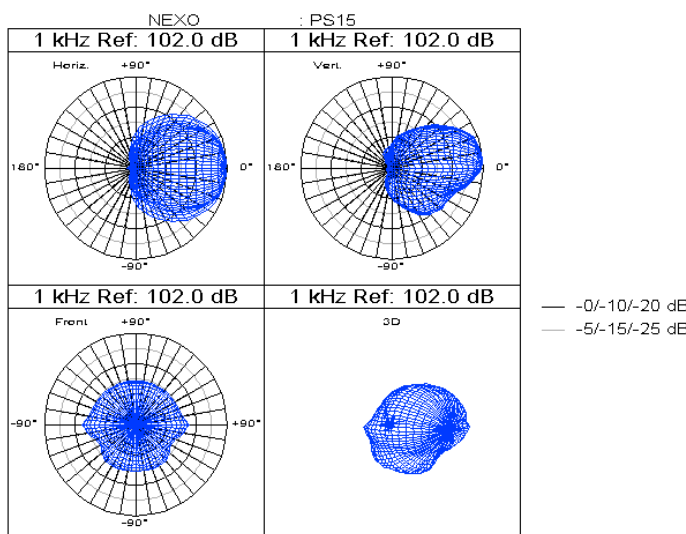 NEXO : PS15
1 kHz Ref: 102.0 dB 1 kHz Ref: 102.0 dB
Horiz. +90° Vert. +90°
180° 0° 180° 0°
-90° -90°
1 kHz Ref: 102.0 dB 1 kHz Ref: 102.0 dB
-0/-10/-20 dB
-5/-15/-25 dB
Front +90° 3D
-90° +90°
-90°